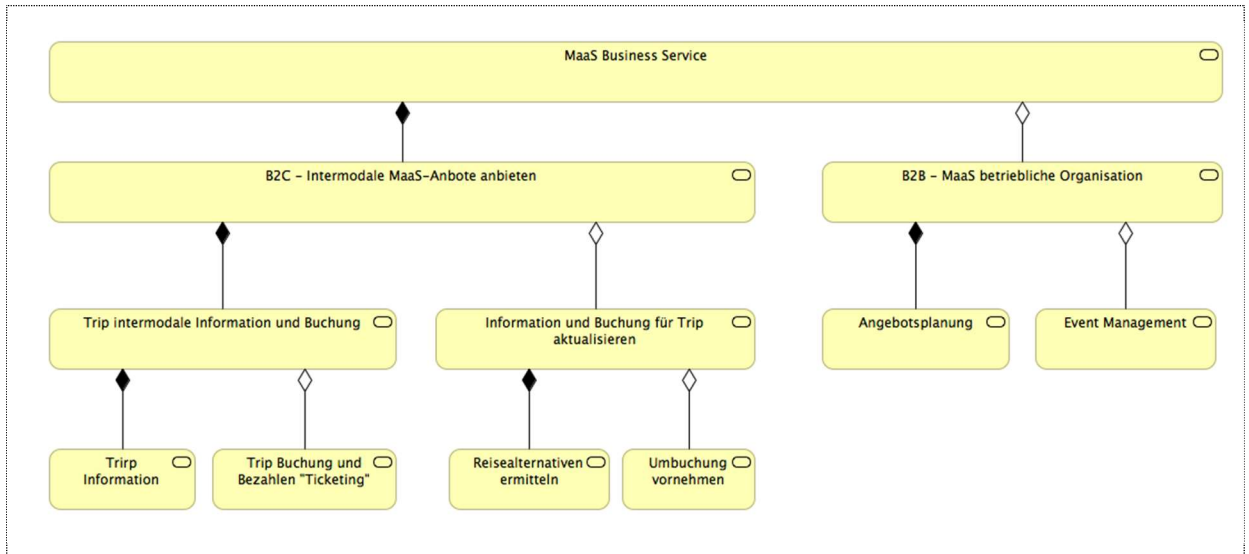 MaaS Business Service
B2C - Intermodale MaaS-Anbote anbieten
B2B - MaaS betriebliche Organisation
Trip intermodale Information und Buchung
Information und Buchung für Trip
aktualisieren
Angebotsplanung
Event Management
Trirp
Information
Trip Buchung und
Bezahlen "Ticketing"
Reisealternativen
ermitteln
Umbuchung
vornehmen